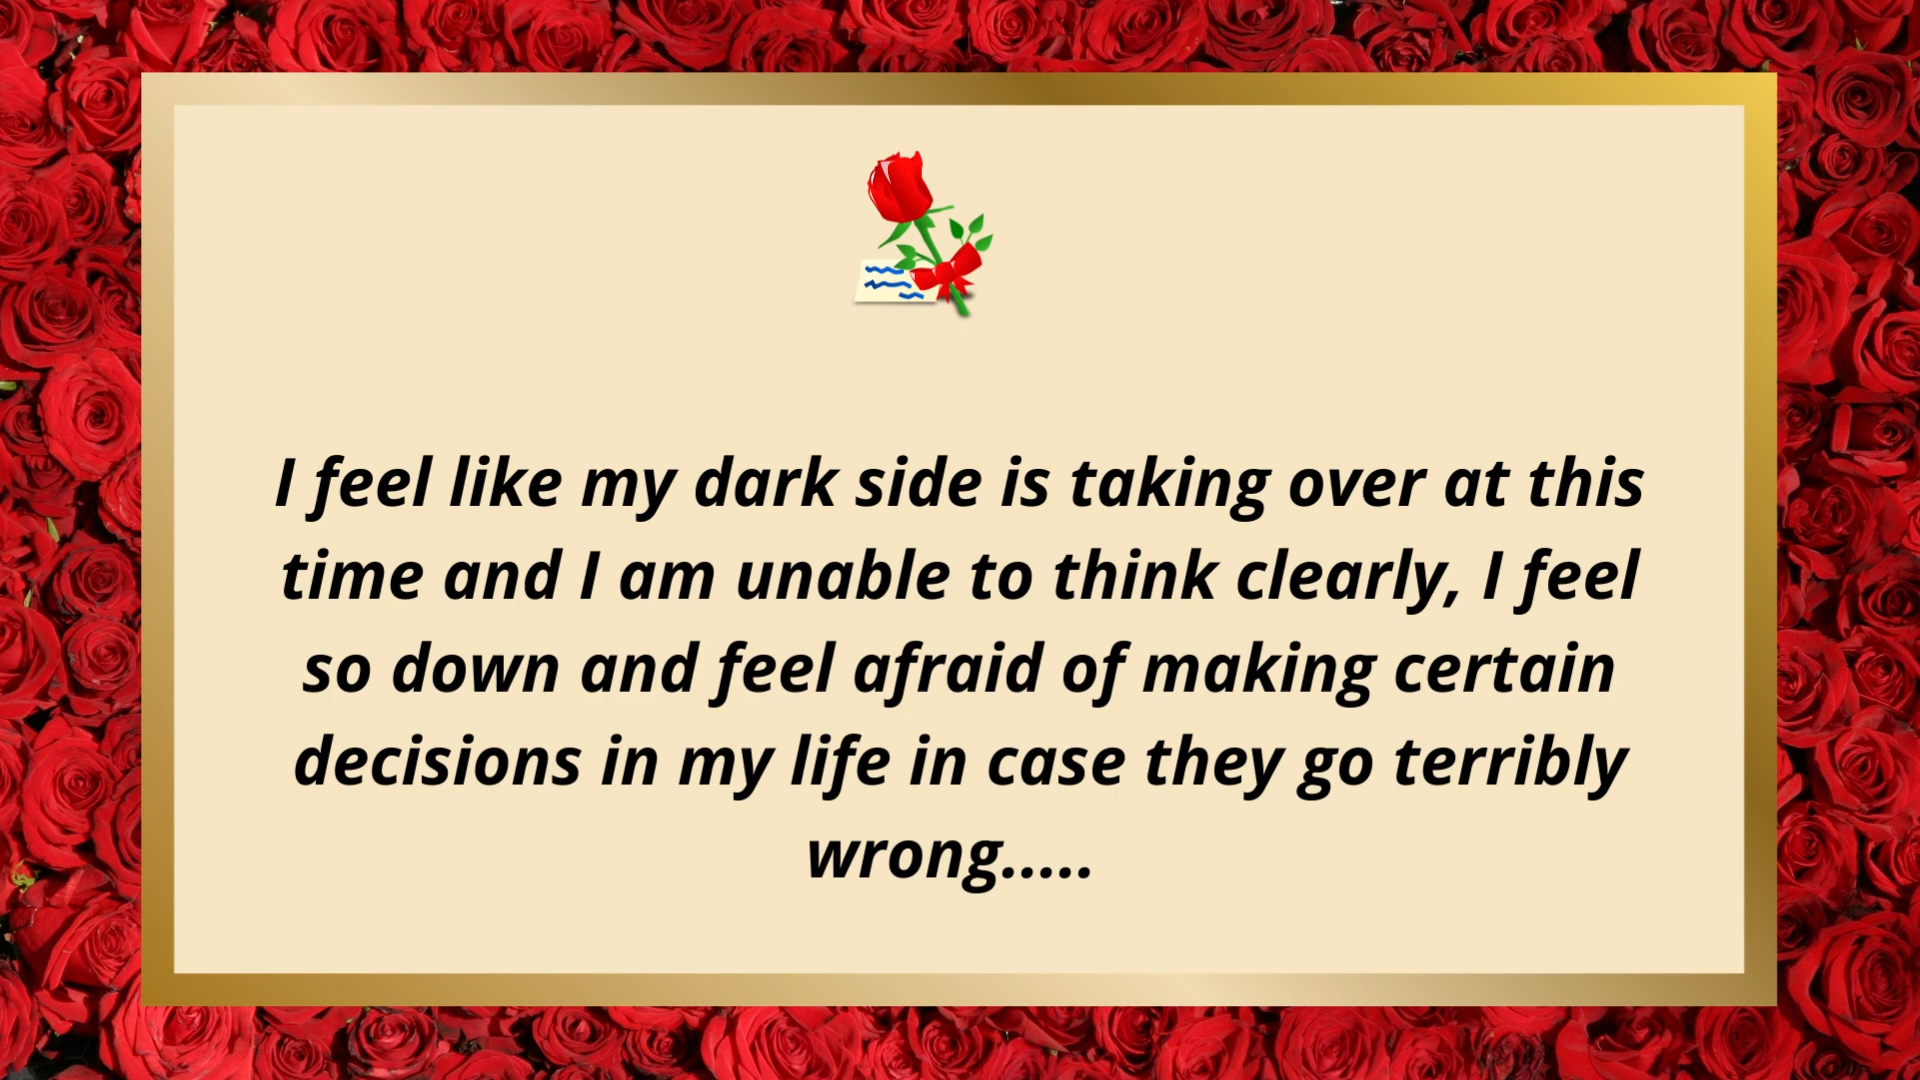 I feel like my dark side is taking over at this
time and I am unable to think clearly, I feel
so down and feel afraid of making certain
decisions in my life in case they go terribly
wrong.....